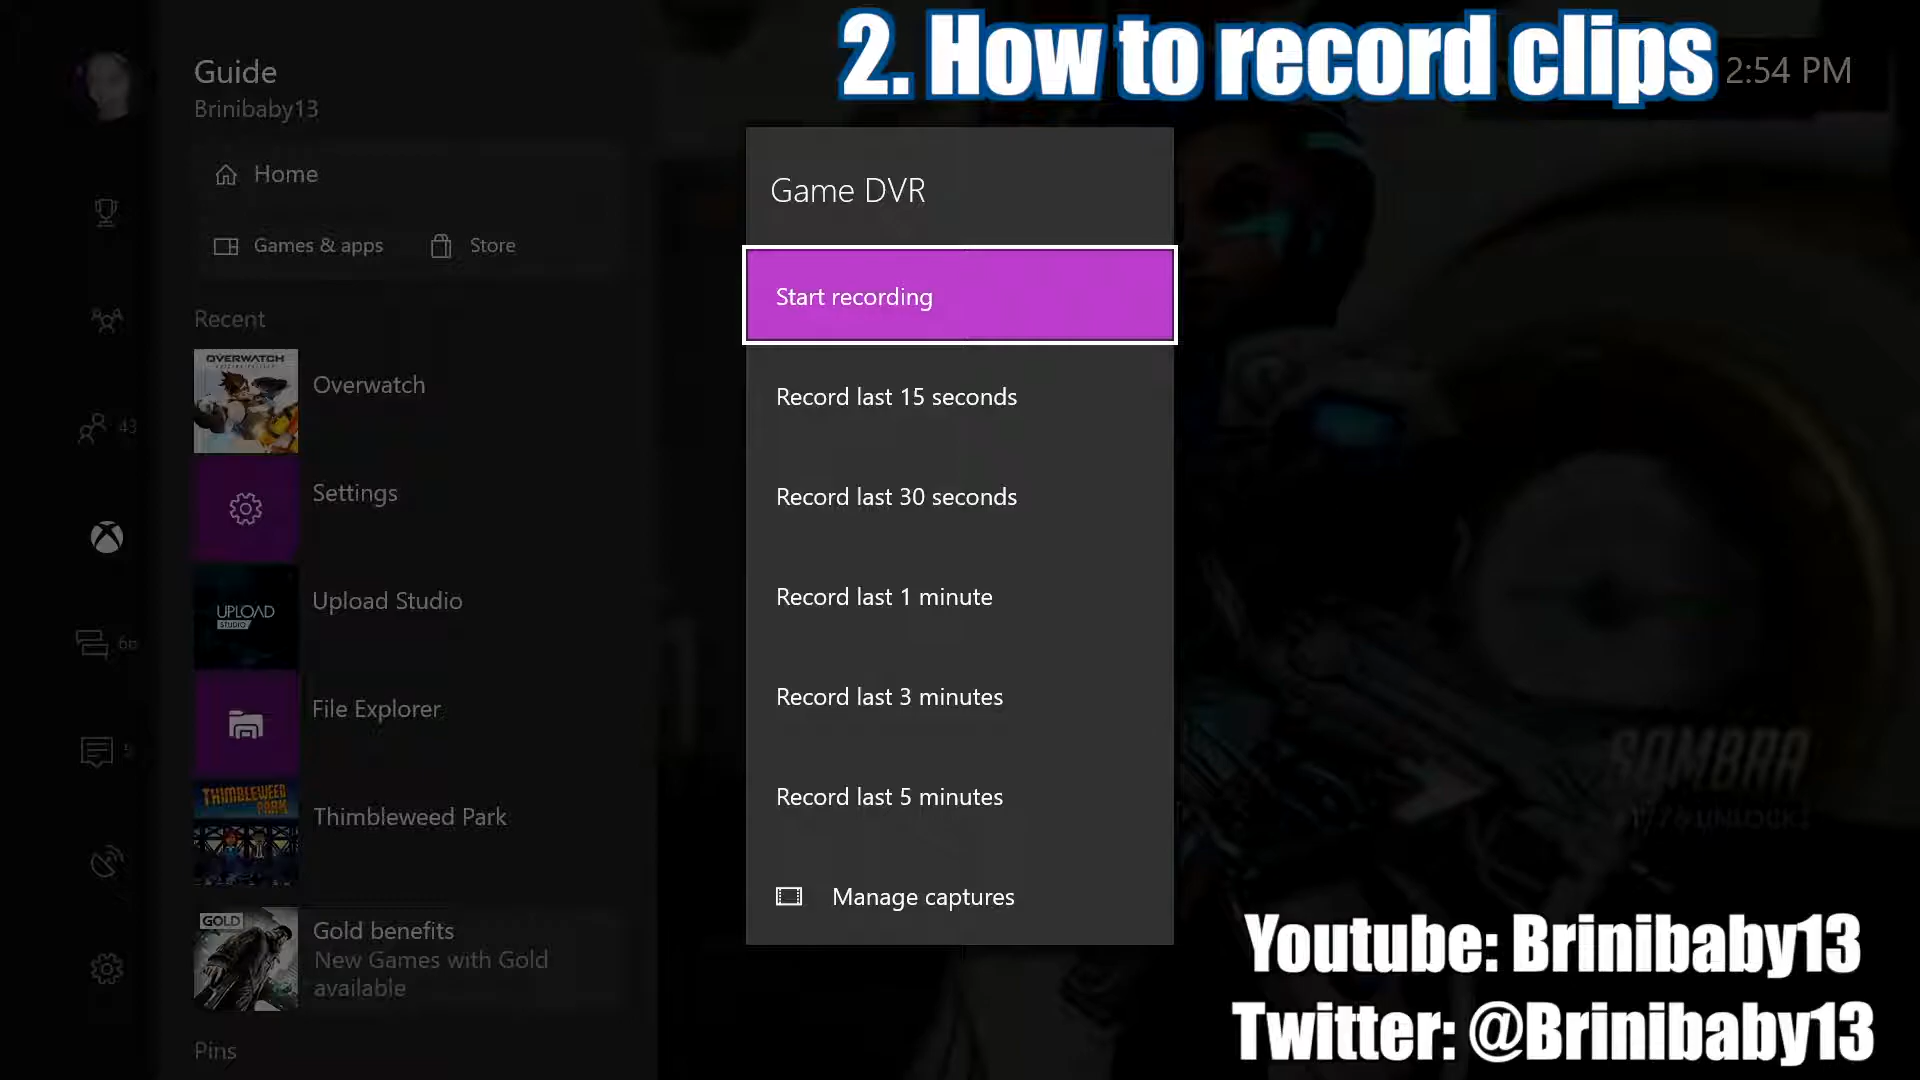 2. How to record clips
2:54 PM
Guide
Brinibaby13
Home
Games & apps
Store
Recent
OVERWATCH
Overwatch
Settings
UPLOAD
STUDIO
Upload Studio
43
File Explorer
THIMBLEWEED
PARK
Thimbleweed Park
GOLD
Gold benefits
New Games with Gold
available
Pins
Game DVR
Start recording
Record last 15 seconds
Record last 30 seconds
Record last 1 minute
Record last 3 minutes
Record last 5 minutes
Manage captures
SOMBRA
Youtube: Brinibaby13
Twitter: @Brinibaby13